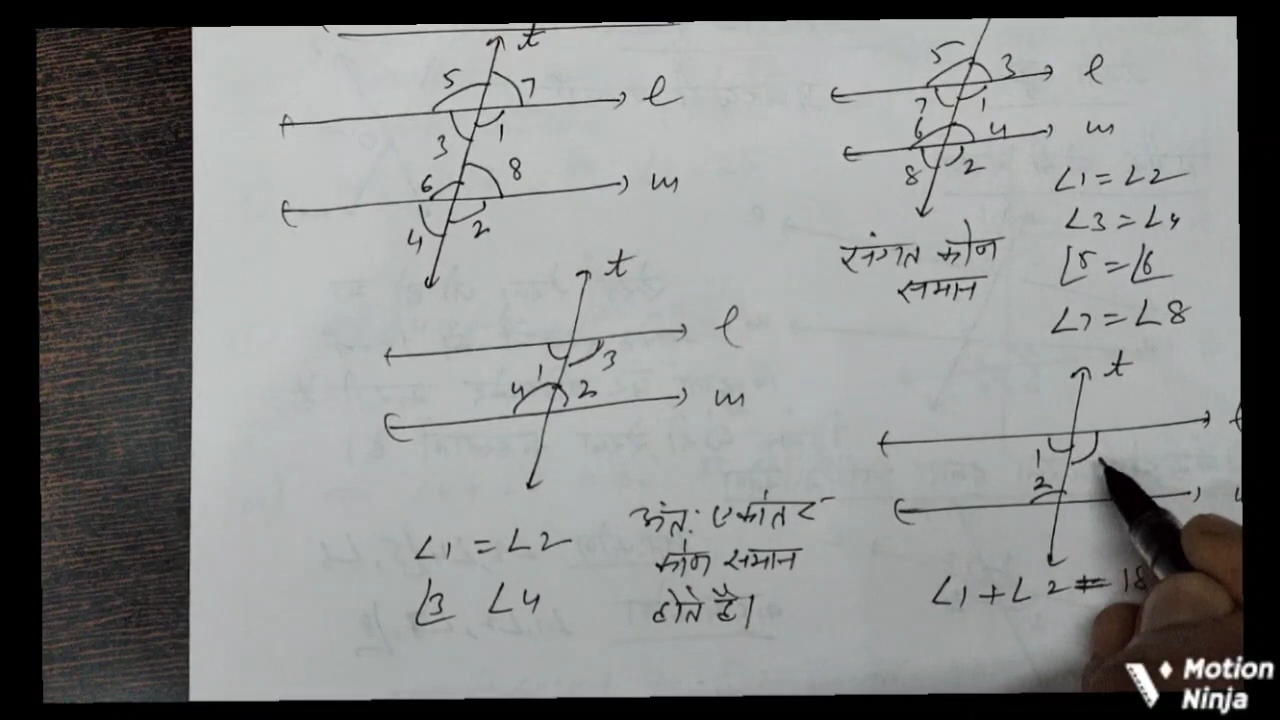 t
5 7
l
3 1
6 8
m
4 2
5 3
l
7 1
6 4
m
8 2
∠1 = ∠2
∠3 = ∠4
∠5 = ∠6
∠7 = ∠8
संगत कोन
समान
t
l
1 3
4 2
m
∠1 = ∠2
∠3 ∠4
अंत: एकांतर
कोन समान
होते है।
t
1
2
∠1 + ∠2 = 18
Motion
Ninja